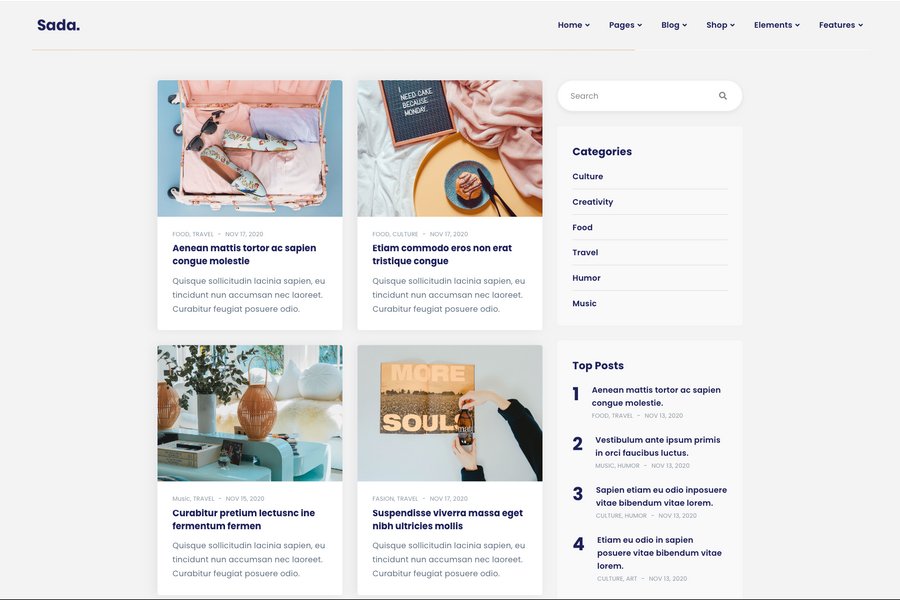 Sada.
Home Pages Blog Shop Elements Features
I
NEED CAKE
BECAUSE
MONDAY.
FOOD, TRAVEL – NOV 17, 2020
Aenean mattis tortor ac sapien
congue molestie
Quisque sollicitudin lacinia sapien, eu
tincidunt nun accumsan nec laoreet.
Curabitur feugiat posuere odio.
FOOD, CULTURE – NOV 17, 2020
Etiam commodo eros non erat
tristique congue
Quisque sollicitudin lacinia sapien, eu
tincidunt nun accumsan nec laoreet.
Curabitur feugiat posuere odio.
MORE
SOUL
Music, TRAVEL – NOV 15, 2020
Curabitur pretium lectusnc ine
fermentum fermen
Quisque sollicitudin lacinia sapien, eu
tincidunt nun accumsan nec laoreet.
Curabitur feugiat posuere odio.
FASION, TRAVEL – NOV 17, 2020
Suspendisse viverra massa eget
nibh ultricies mollis
Quisque sollicitudin lacinia sapien, eu
tincidunt nun accumsan nec laoreet.
Curabitur feugiat posuere odio.
Search
Categories
Culture
Creativity
Food
Travel
Humor
Music
Top Posts
1 Aenean mattis tortor ac sapien
congue molestie.
FOOD, TRAVEL – NOV 13, 2020
2 Vestibulum ante ipsum primis
in orci faucibus luctus.
MUSIC, HUMOR – NOV 13, 2020
3 Sapien etiam eu odio inposuere
vitae bibendum vitae lorem.
CULTURE, HUMOR – NOV 13, 2020
4 Etiam eu odio in sapien
posuere vitae bibendum vitae
lorem.
CULTURE, ART – NOV 13, 2020